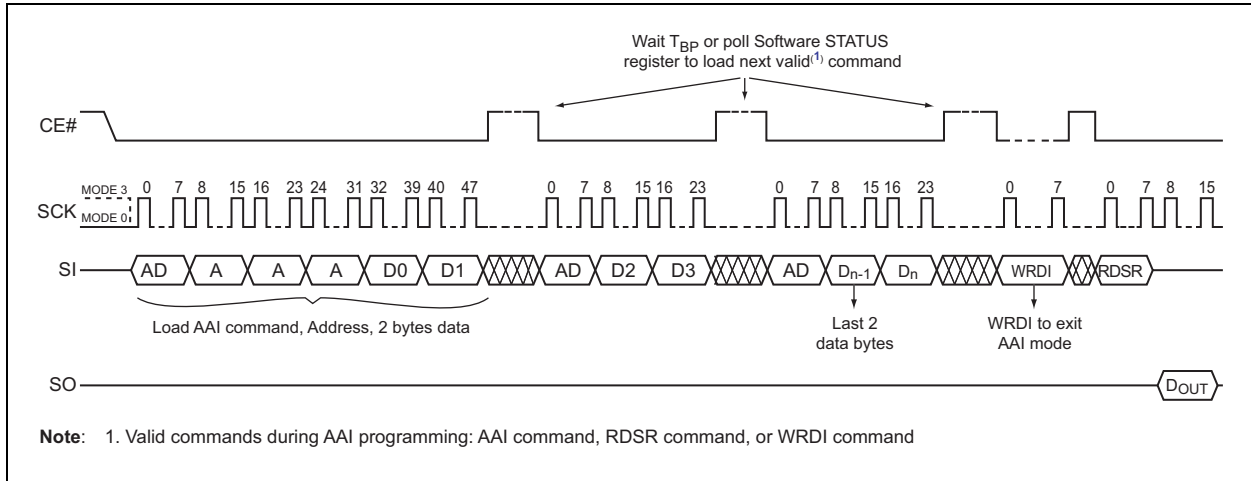 Wait TBP or poll Software STATUS
register to load next valid(1) command
CE#
MODE 3 0 7 8 15 16 23 24 31 32 39 40 47 0 7 8 15 16 23 0 7 8 15 16 23 0 7 0 7 8 15
SCK MODE 0
SI AD A A A D0 D1 AD D2 D3 AD Dn-1 Dn WRDI RDSR
Load AAI command, Address, 2 bytes data
Last 2
data bytes
WRDI to exit
AAI mode
SO DOUT
Note: 1. Valid commands during AAI programming: AAI command, RDSR command, or WRDI command